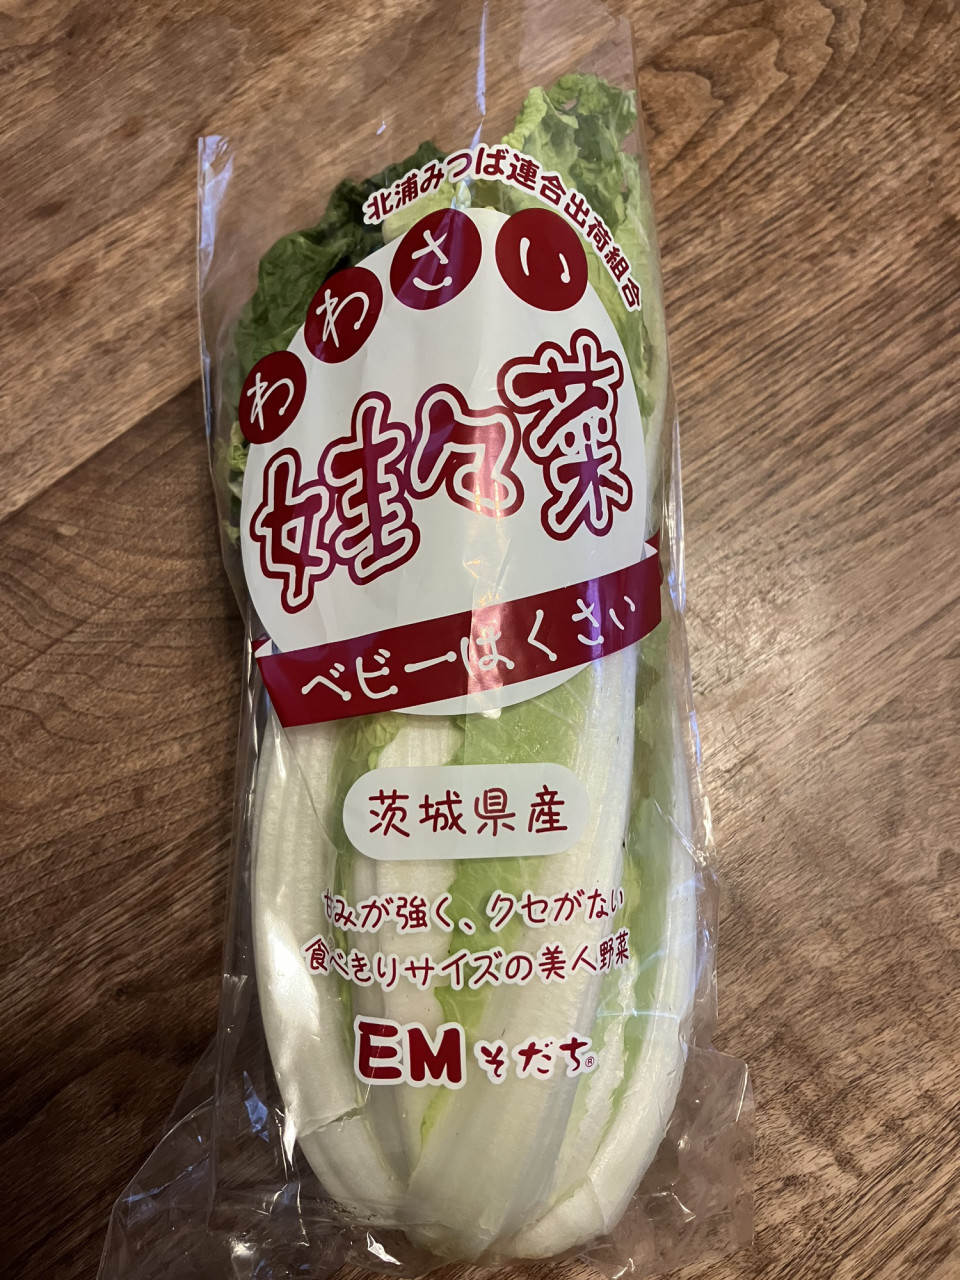 北浦みつば連合出荷組合
わわさい
娃々菜
ベビーはくさい
茨城県産
甘みが強く、クセがない
食べきりサイズの美人野菜
EMそだち®